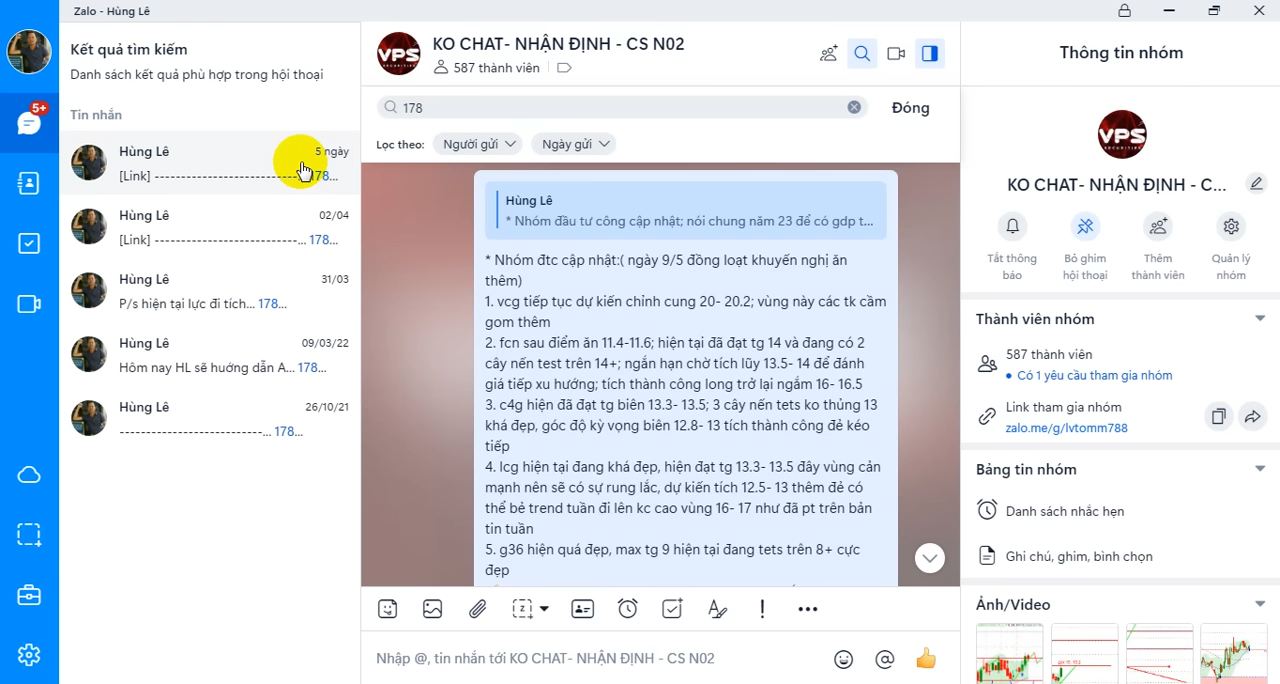 Zalo - Hùng Lê
5+
Kết quả tìm kiếm
Danh sách kết quả phù hợp trong hội thoại
Tin nhắn
Hùng Lê
5 ngày
[Link] ---------------------------- 178...
Hùng Lê
02/04
[Link] ---------------------------... 178...
Hùng Lê
31/03
P/s hiện tại lực đi tích... 178...
Hùng Lê
09/03/22
Hôm nay HL sẽ huớng dẫn A... 178...
Hùng Lê
26/10/21
---------------------------... 178...
VPS
SECURITIES
KO CHAT- NHẬN ĐỊNH - CS N02
587 thành viên
178
Đóng
Lọc theo:
Người gửi
Ngày gửi
Hùng Lê
* Nhóm đầu tư công cập nhật; nói chung năm 23 để có gdp t...
* Nhóm đtc cập nhật:( ngày 9/5 đồng loạt khuyến nghị ăn
thêm)
1. vcg tiếp tục dự kiến chỉnh cung 20- 20.2; vùng này các tk cầm
gom thêm
2. fcn sau điểm ăn 11.4-11.6; hiện tại đã đạt tg 14 và đang có 2
cây nến test trên 14+; ngắn hạn chờ tích lũy 13.5- 14 để đánh
giá tiếp xu hướng; tích thành công long trở lại ngắm 16- 16.5
3. c4g hiện đã đạt tg biên 13.3- 13.5; 3 cây nến tets ko thủng 13
khá đẹp, góc độ kỳ vọng biên 12.8- 13 tích thành công đẻ kéo
tiếp
4. lcg hiện tại đang khá đẹp, hiện đạt tg 13.3- 13.5 đây vùng cản
mạnh nên sẽ có sự rung lắc, dự kiến tích 12.5- 13 thêm đẻ có
thể bẻ trend tuần đi lên kc cao vùng 16- 17 như đã pt trên bản
tin tuần
5. g36 hiện quá đẹp, max tg 9 hiện tại đang tets trên 8+ cực
đẹp
Nhập @, tin nhắn tới KO CHAT- NHẬN ĐỊNH - CS N02
Thông tin nhóm
VPS
SECURITIES
KO CHAT- NHẬN ĐỊNH - C...
Tắt thông
báo
Bỏ ghim
hội thoại
Thêm
thành viên
Quản lý
nhóm
Thành viên nhóm
587 thành viên
• Có 1 yêu cầu tham gia nhóm
Link tham gia nhóm
zalo.me/g/lvtomm788
Bảng tin nhóm
Danh sách nhắc hẹn
Ghi chú, ghim, bình chọn
Ảnh/Video